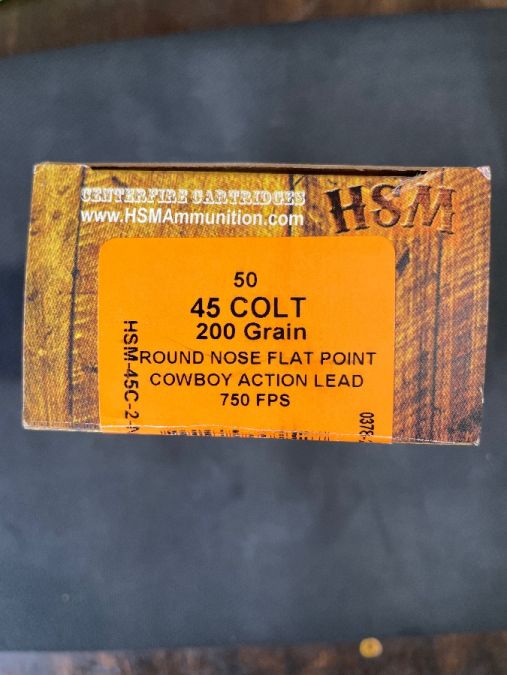 CENTERFIRE CARTRIDGES
www.HSMAmmunition.com
HSM
50
45 COLT
200 Grain
ROUND NOSE FLAT POINT
COWBOY ACTION LEAD
750 FPS
HSM-45C-2-N